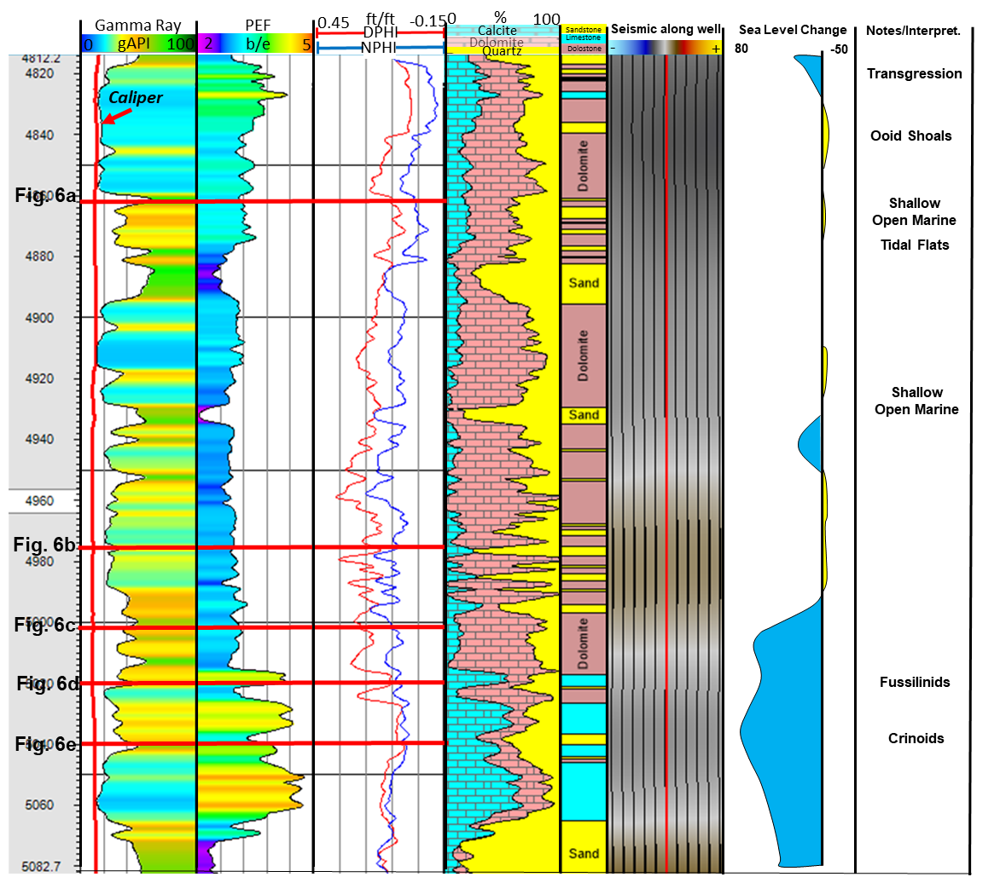 Gamma Ray
0 gAPI 100
PEF
2 b/e 5
0.45 ft/ft -0.15
DPHI
NPHI
0 % 100
Calcite
Dolomite
Quartz
Sandstone
Limestone
Dolostone
Seismic along well
- +
Sea Level Change
80 -50
Notes/Interpret.
4812.2
4820
Transgression
Caliper
4840
Ooid Shoals
Dolomite
Fig. 6a
4860
Shallow
Open Marine
Tidal Flats
4880
Sand
4900
Dolomite
4920
Shallow
Open Marine
Sand
4940
4960
Fig. 6b
4980
5000
Fig. 6c
Dolomite
Fig. 6d
5020
Fussilinids
Fig. 6e
5040
Crinoids
5060
Sand
5082.7